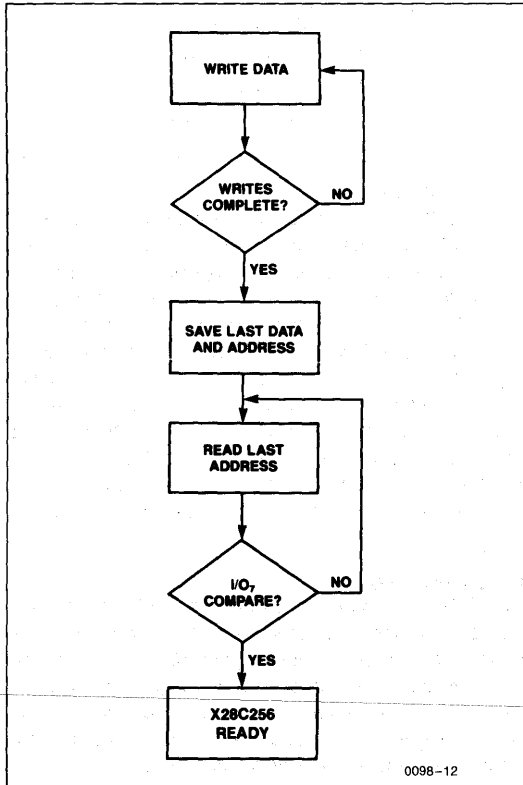 WRITE DATA
WRITES
COMPLETE?
NO
YES
SAVE LAST DATA
AND ADDRESS
READ LAST
ADDRESS
I/O₇
COMPARE?
NO
YES
X28C256
READY
0098-12